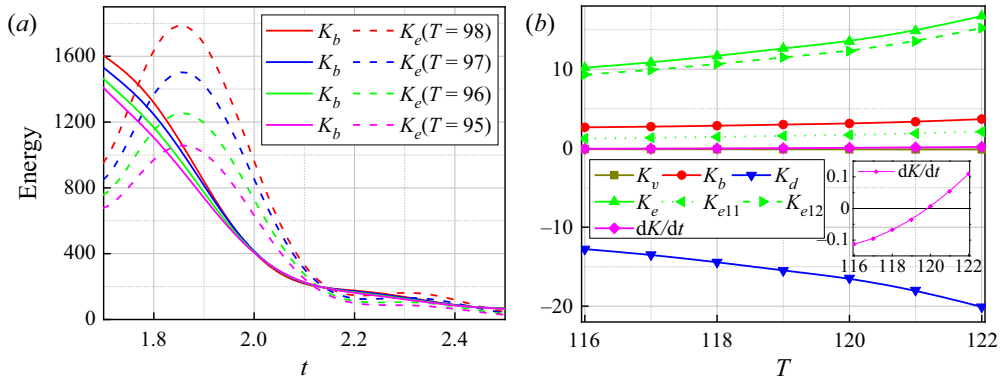 (a)
Energy
1600
1200
800
400
0
1.8
2.0
2.2
2.4
t
K_b K_e(T = 98)
K_b K_e(T = 97)
K_b K_e(T = 96)
K_b K_e(T = 95)
(b)
10
0
−10
−20
116
118
120
122
T
K_v K_b K_d
K_e K_e11 K_e12
dK/dt
dK/dt
0.1
0
−0.1
116 118 120 122